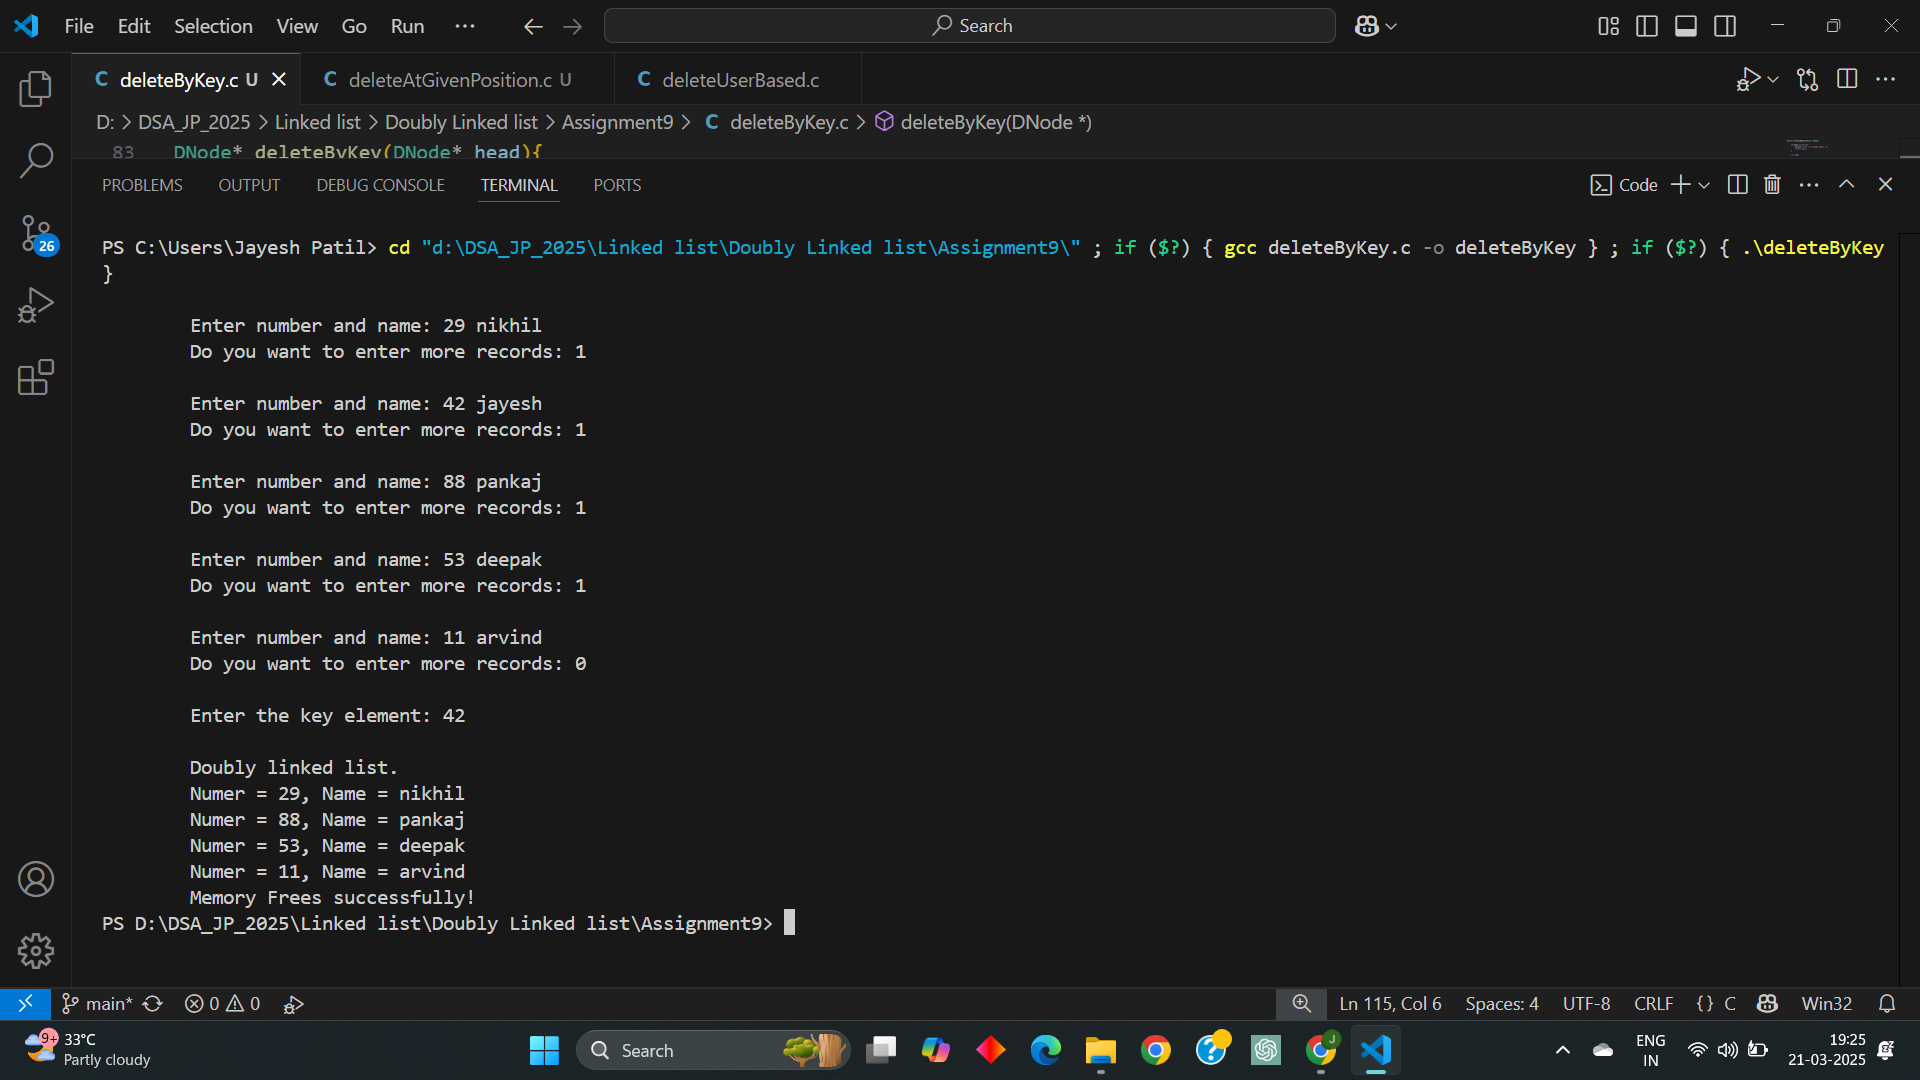 File Edit Selection View Go Run ··· Search
deleteByKey.c U deleteAtGivenPosition.c U deleteUserBased.c
D: > DSA_JP_2025 > Linked list > Doubly Linked list > Assignment9 > C deleteByKey.c > deleteByKey(DNode *)
83 DNode* deleteByKey(DNode* head){
PROBLEMS OUTPUT DEBUG CONSOLE TERMINAL PORTS Code
PS C:\Users\Jayesh Patil> cd "d:\DSA_JP_2025\Linked list\Doubly Linked list\Assignment9\" ; if ($?) { gcc deleteByKey.c -o deleteByKey } ; if ($?) { .\deleteByKey
}
Enter number and name: 29 nikhil
Do you want to enter more records: 1
Enter number and name: 42 jayesh
Do you want to enter more records: 1
Enter number and name: 88 pankaj
Do you want to enter more records: 1
Enter number and name: 53 deepak
Do you want to enter more records: 1
Enter number and name: 11 arvind
Do you want to enter more records: 0
Enter the key element: 42
Doubly linked list.
Numer = 29, Name = nikhil
Numer = 88, Name = pankaj
Numer = 53, Name = deepak
Numer = 11, Name = arvind
Memory Frees successfully!
PS D:\DSA_JP_2025\Linked list\Doubly Linked list\Assignment9>
26
main* 0 0 Ln 115, Col 6 Spaces: 4 UTF-8 CRLF {} C Win32
9+ 33°C
Partly cloudy
Search
J
ENG
IN
19:25
21-03-2025